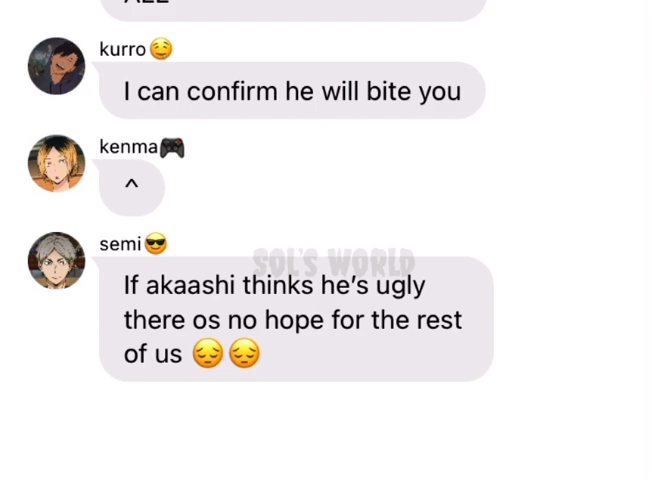 kurro🤤
I can confirm he will bite you
kenma🎮
^
semi😎
SOL'S WORLD
If akaashi thinks he's ugly
there os no hope for the rest
of us 😔😔